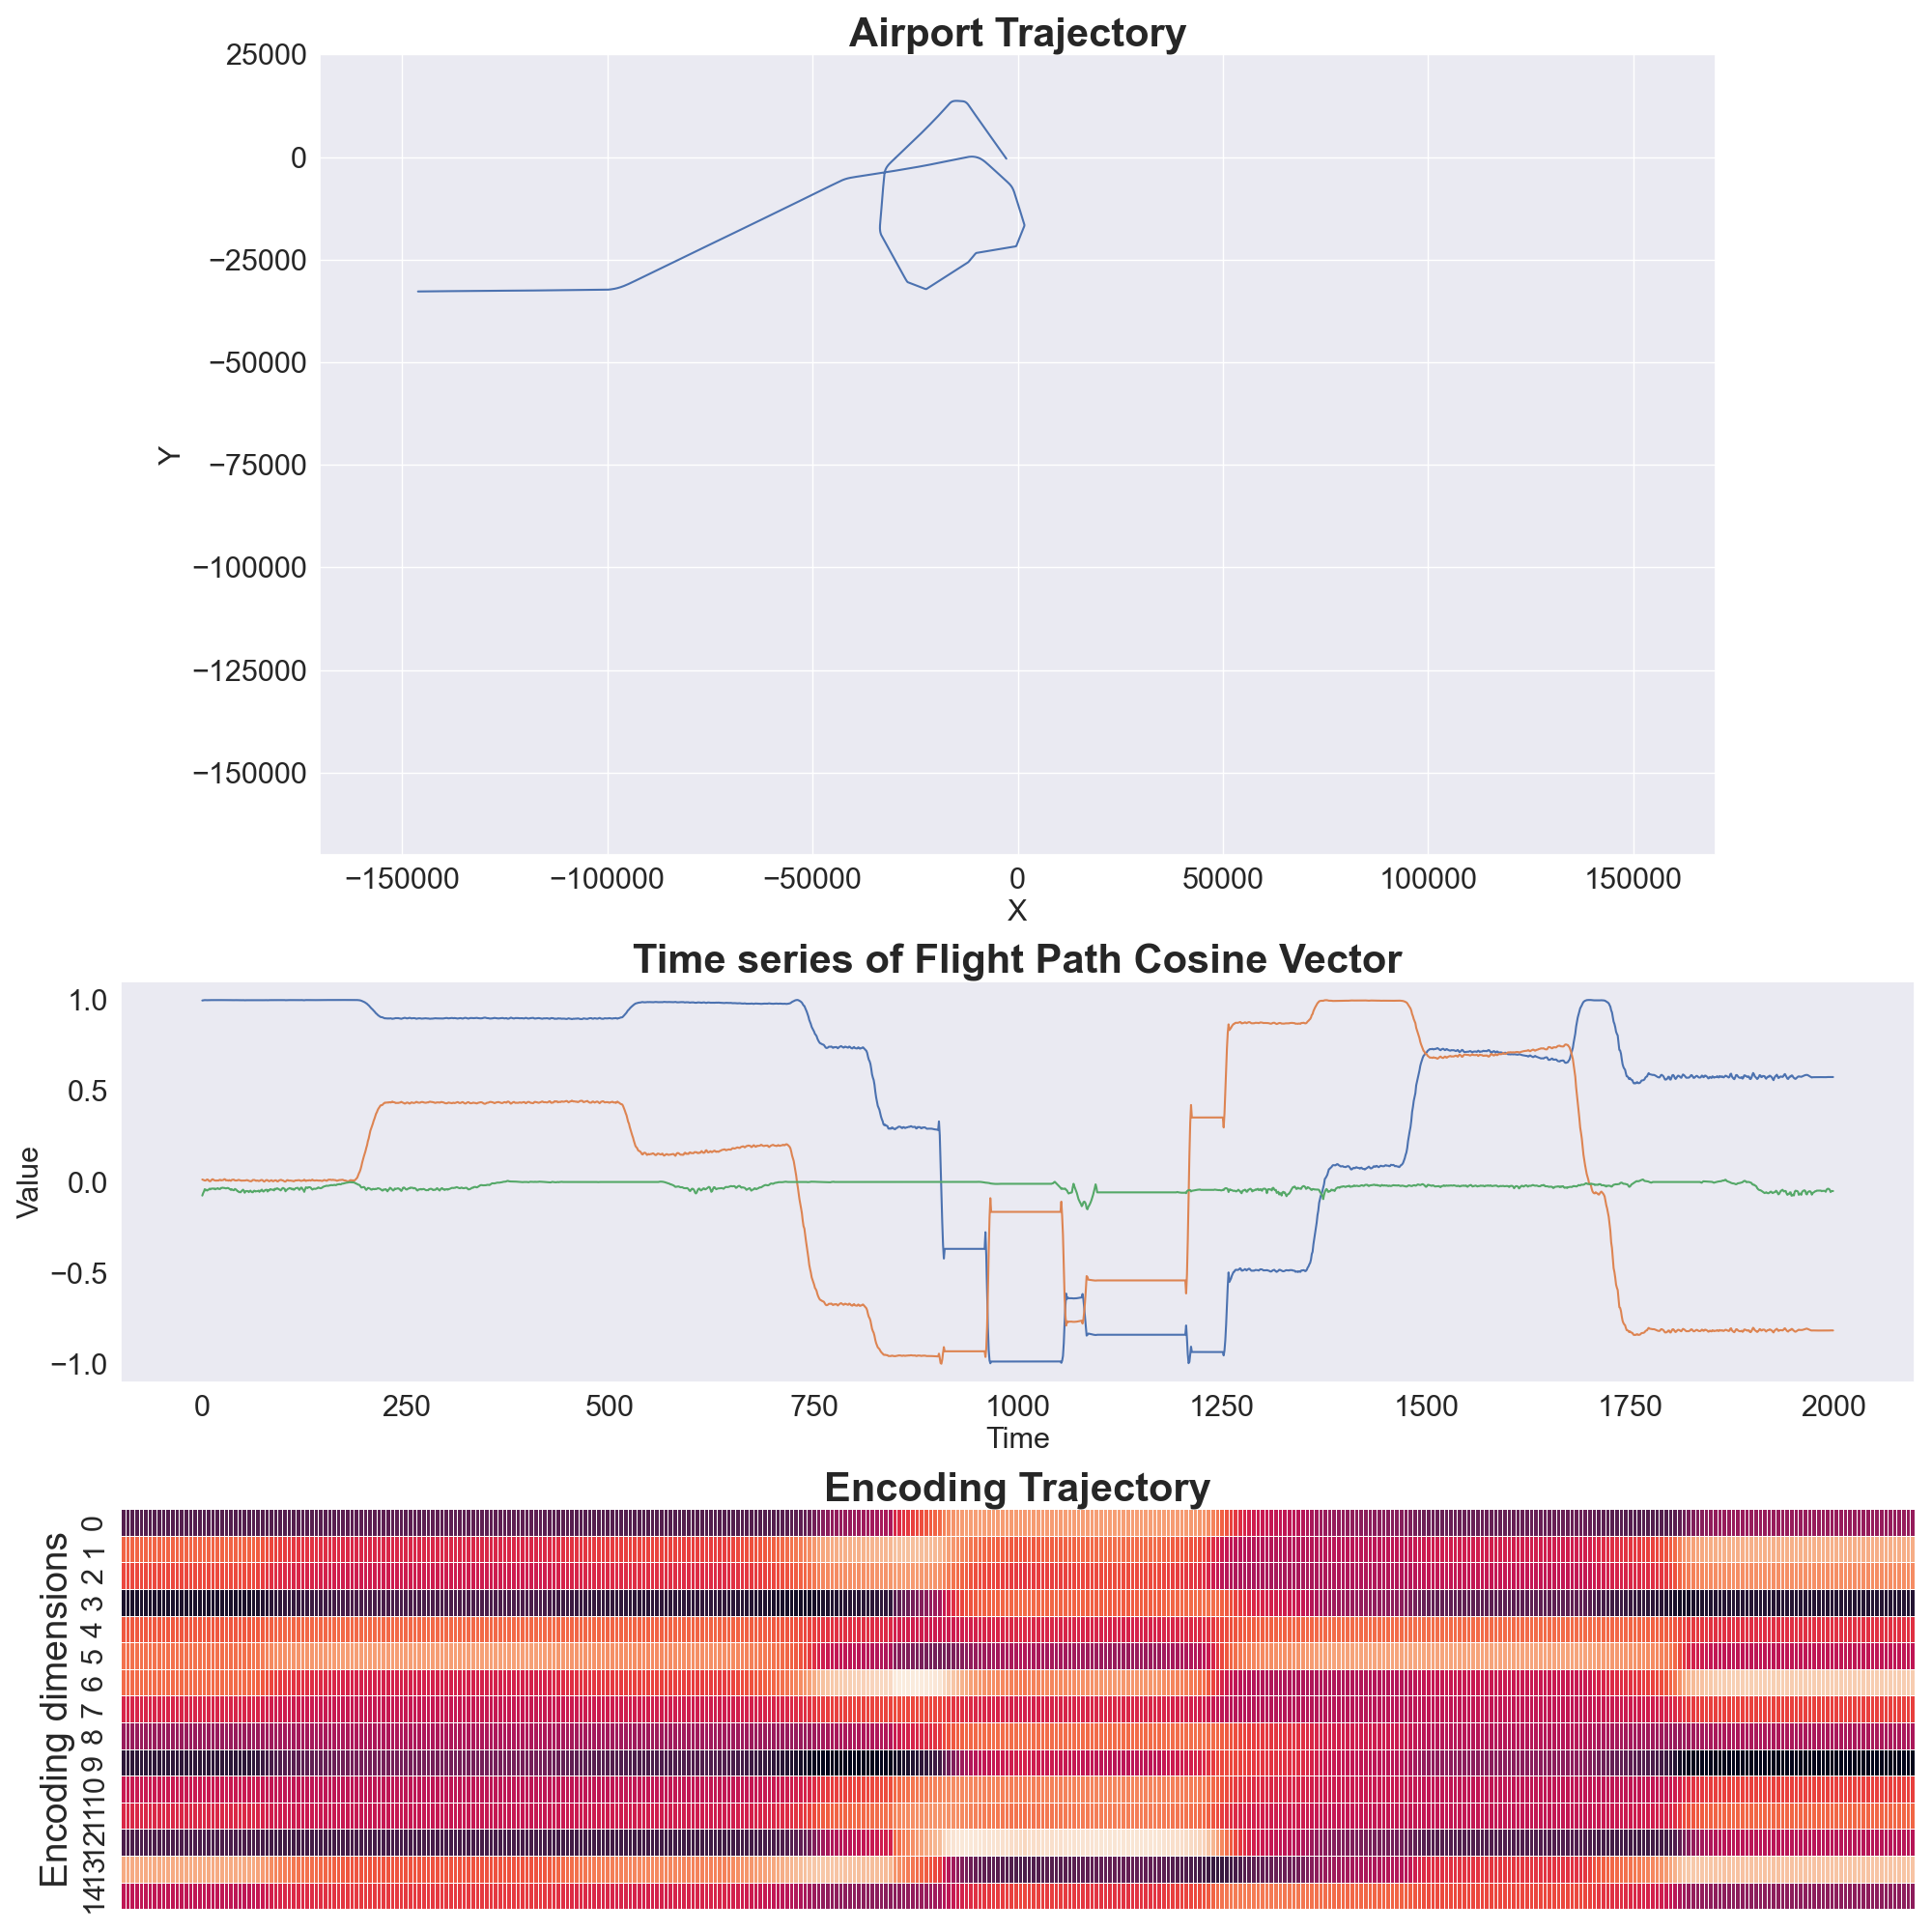 Airport Trajectory
25000
0
−25000
−50000
−75000
−100000
−125000
−150000
Y
−150000 −100000 −50000 0 50000 100000 150000
X
Time series of Flight Path Cosine Vector
1.0
0.5
0.0
−0.5
−1.0
Value
0 250 500 750 1000 1250 1500 1750 2000
Time
Encoding Trajectory
Encoding dimensions
0
1
2
3
4
5
6
7
8
9
10
11
12
13
14